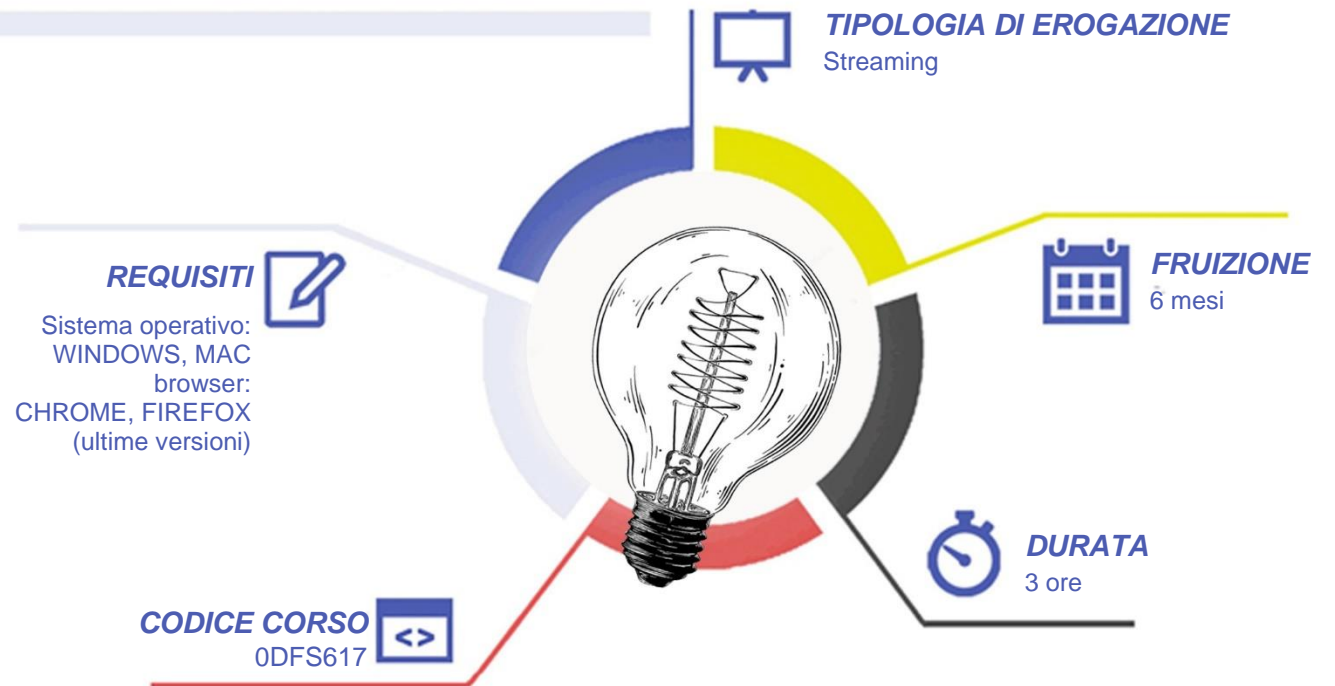 TIPOLOGIA DI EROGAZIONE
Streaming
REQUISITI
Sistema operativo:
WINDOWS, MAC
browser:
CHROME, FIREFOX
(ultime versioni)
FRUIZIONE
6 mesi
DURATA
3 ore
CODICE CORSO
0DFS617
<>